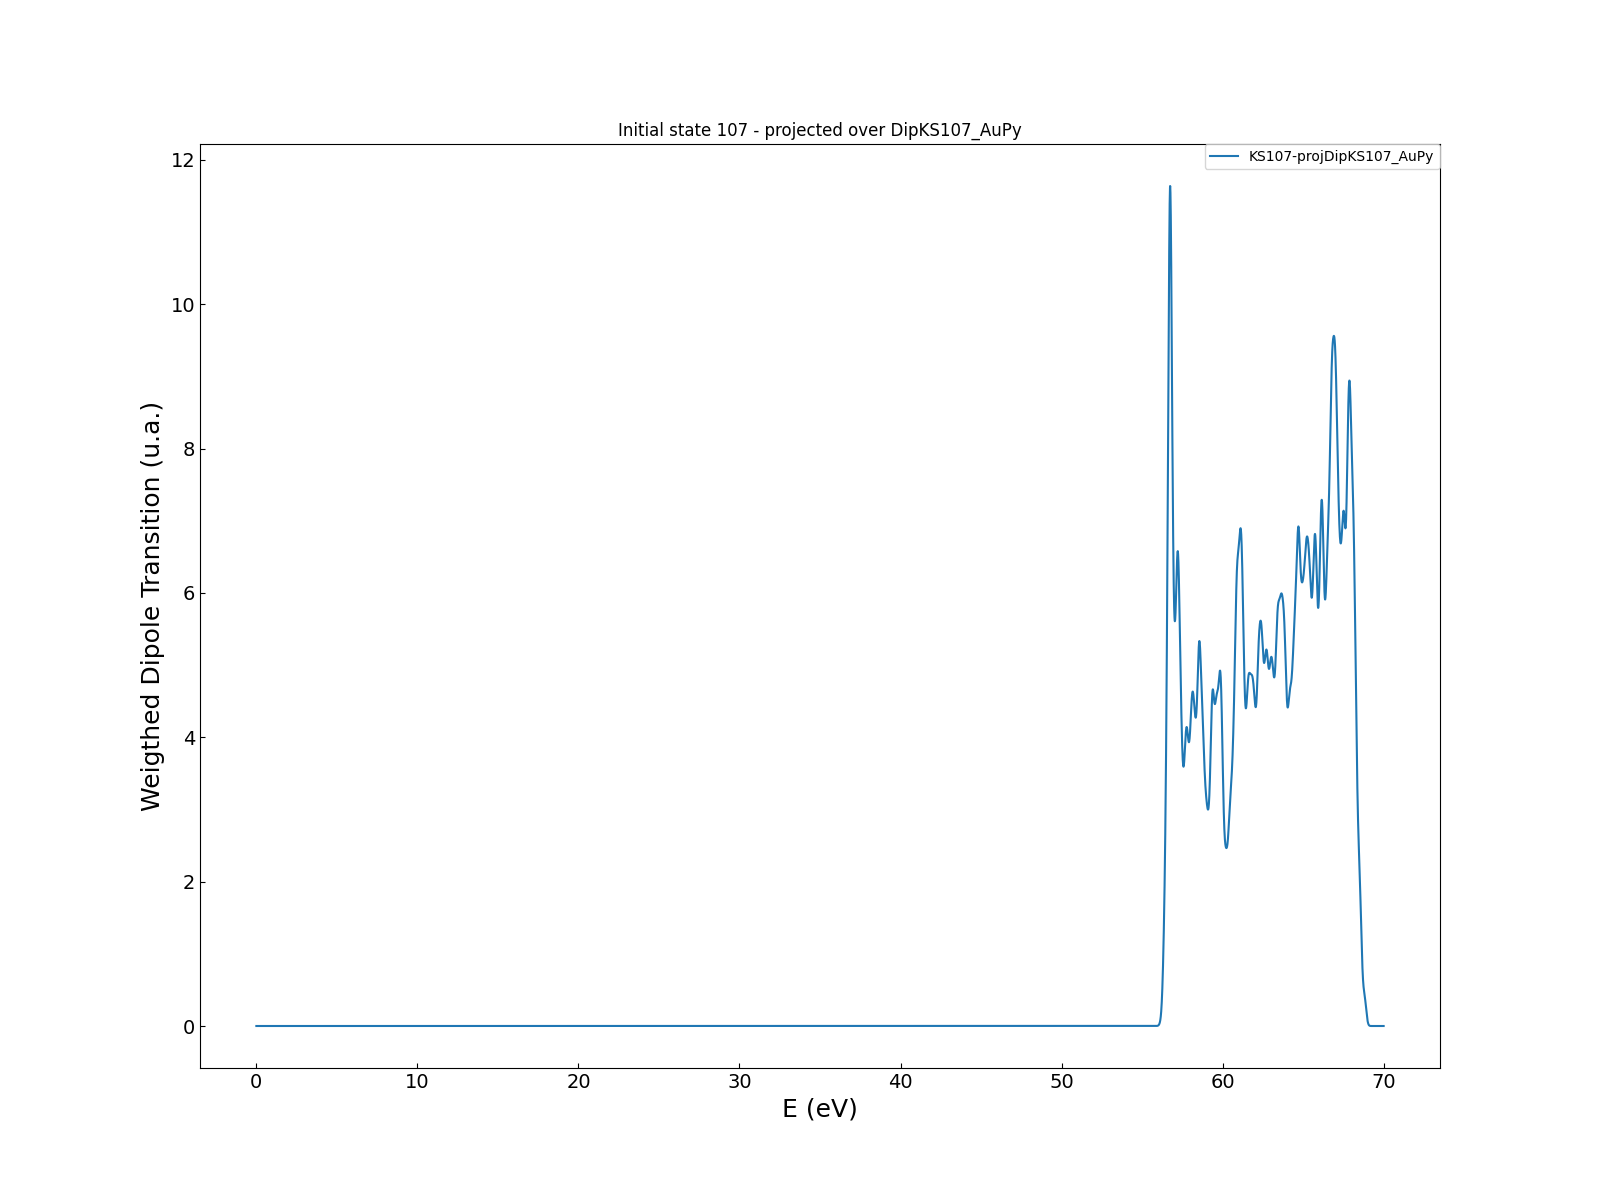 Initial state 107 - projected over DipKS107_AuPy
KS107-projDipKS107_AuPy
12
10
8
6
4
2
0
Weigthed Dipole Transition (u.a.)
0 10 20 30 40 50 60 70
E (eV)